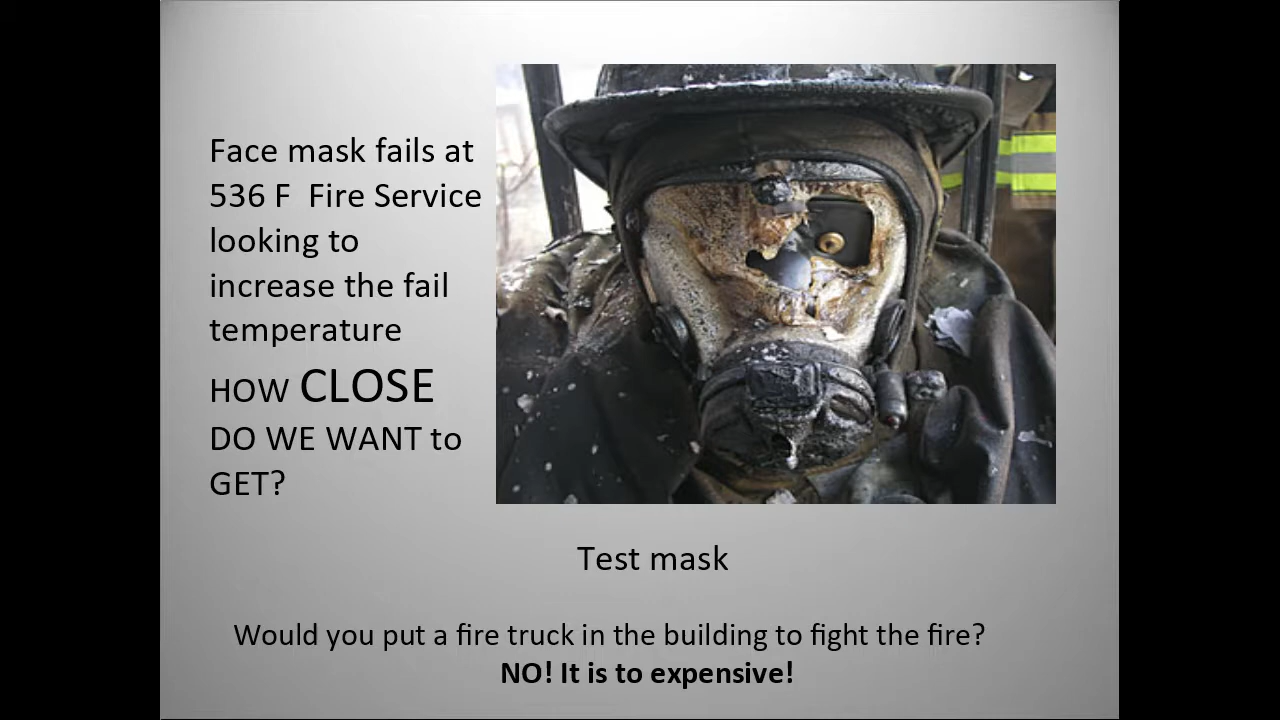 Face mask fails at
536 F  Fire Service
looking to
increase the fail
temperature
HOW CLOSE
DO WE WANT to
GET?
Test mask
Would you put a fire truck in the building to fight the fire?
NO! It is to expensive!